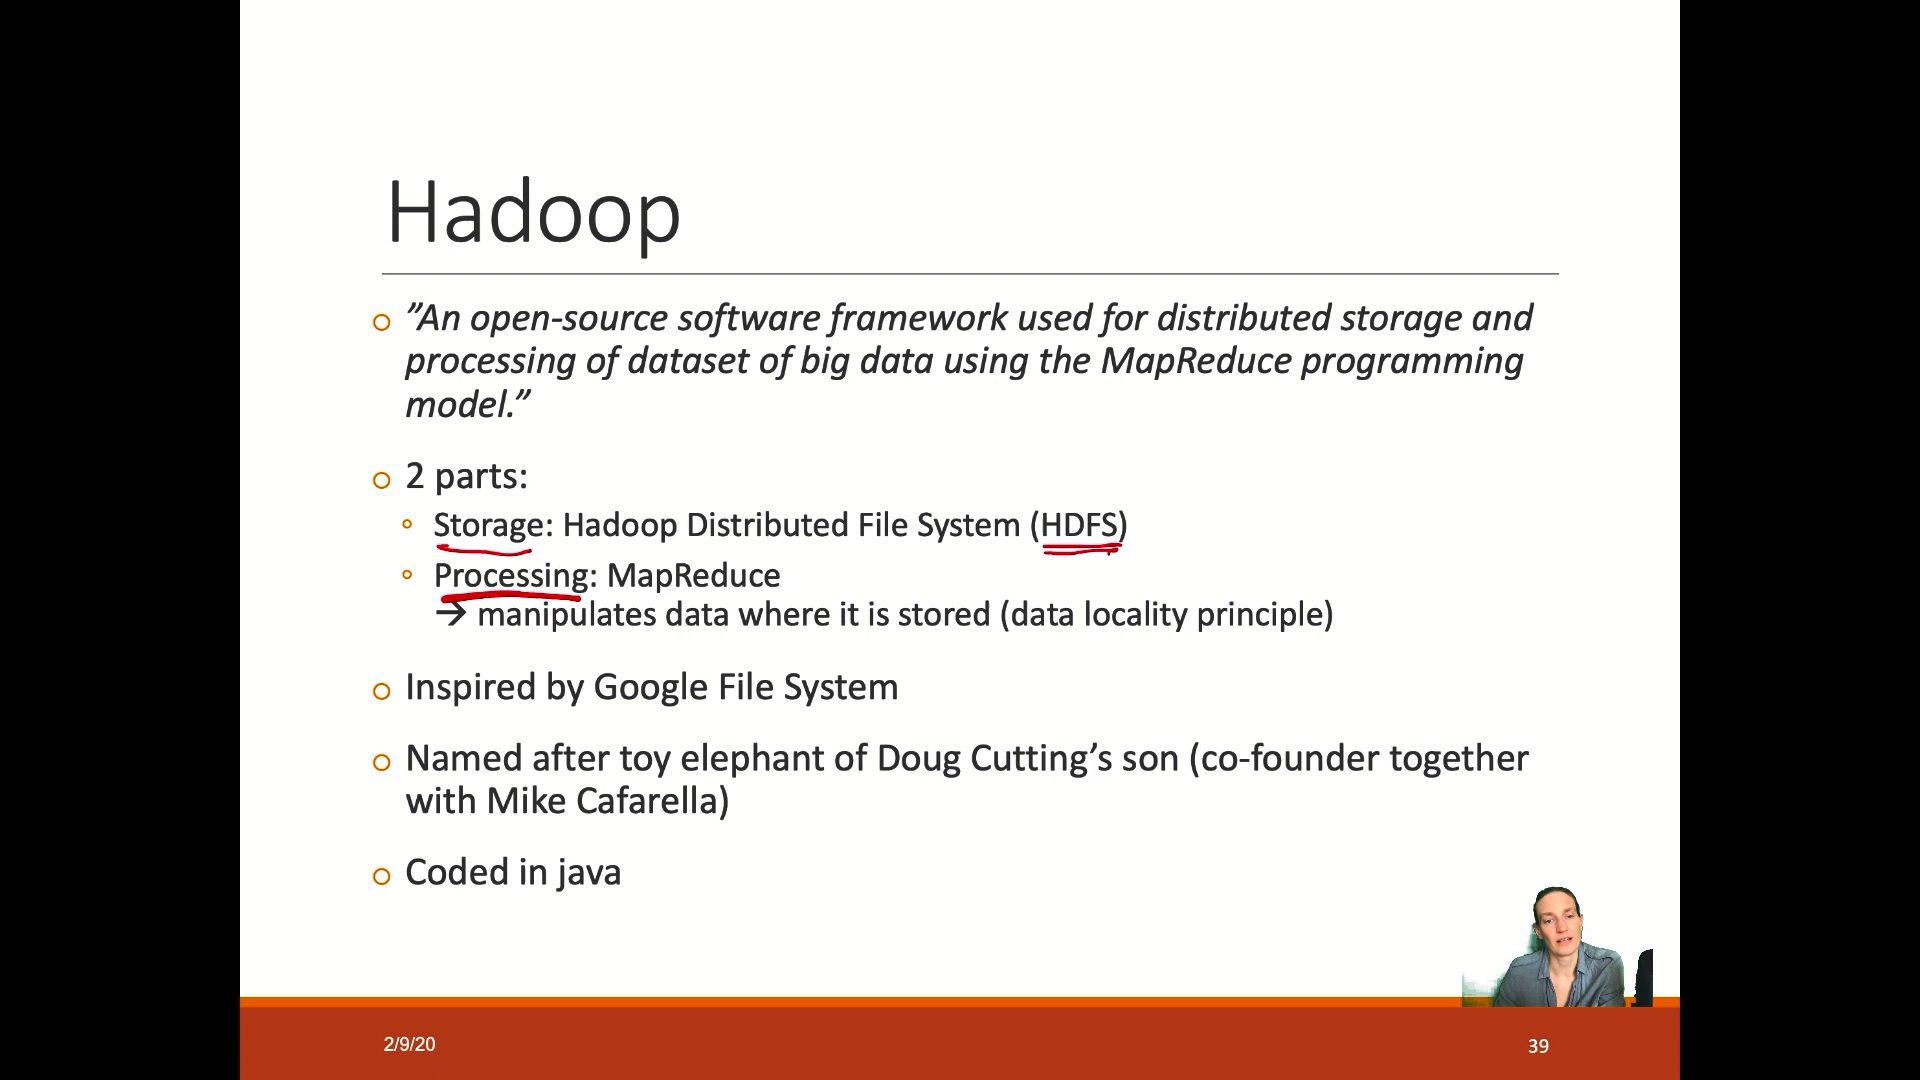 Hadoop
”An open-source software framework used for distributed storage and
processing of dataset of big data using the MapReduce programming
model.”
2 parts:
Storage: Hadoop Distributed File System (HDFS)
Processing: MapReduce
→ manipulates data where it is stored (data locality principle)
Inspired by Google File System
Named after toy elephant of Doug Cutting’s son (co-founder together
with Mike Cafarella)
Coded in java
2/9/20
39